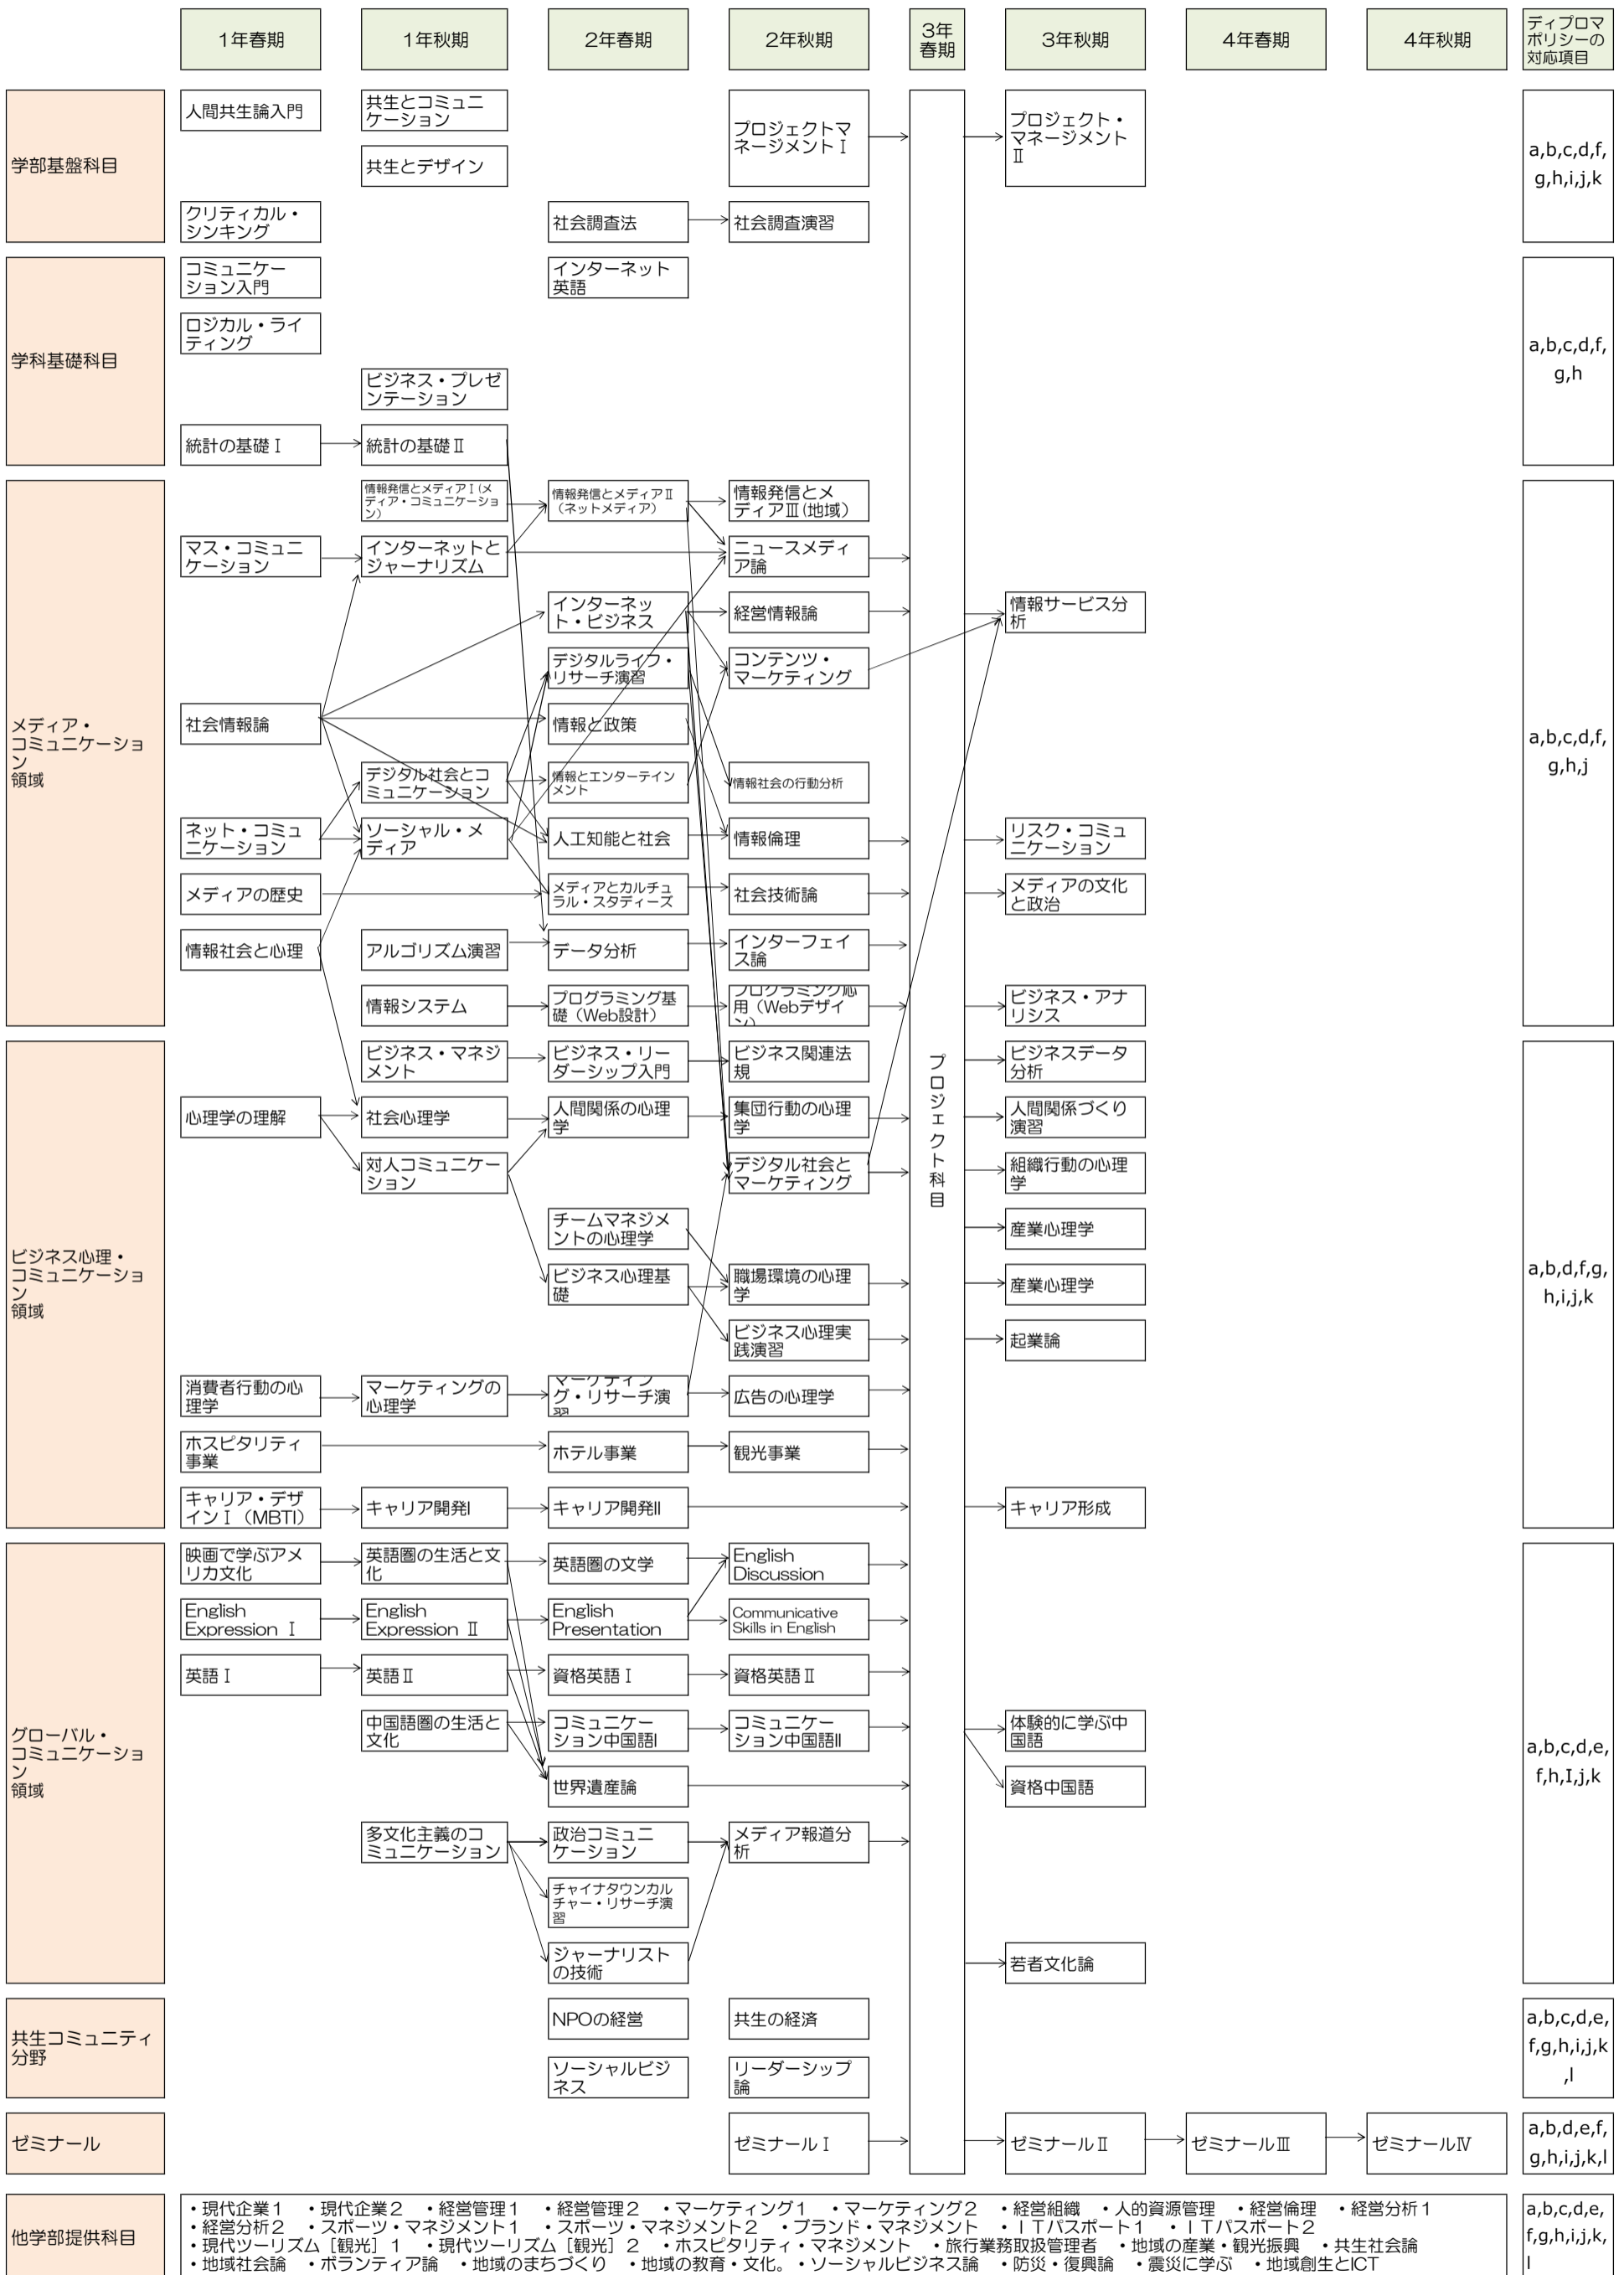 1年春期
1年秋期
2年春期
2年秋期
3年
春期
3年秋期
4年春期
4年秋期
ディプロマ
ポリシーの
対応項目
学部基盤科目
人間共生論入門
共生とコミュニ
ケーション
共生とデザイン
プロジェクトマ
ネージメントⅠ
プロジェクト・
マネージメント
Ⅱ
クリティカル・
シンキング
社会調査法
社会調査演習
a,b,c,d,f,
g,h,i,j,k
学科基礎科目
コミュニケー
ション入門
インターネット
英語
ロジカル・ライ
ティング
ビジネス・プレゼ
ンテーション
統計の基礎Ⅰ
統計の基礎Ⅱ
a,b,c,d,f,
g,h
メディア・
コミュニケーショ
ン
領域
情報発信とメディアⅠ(メ
ディア・コミュニケーショ
ン）
情報発信とメディアⅡ
（ネットメディア）
情報発信とメ
ディアⅢ(地域）
マス・コミュニ
ケーション
インターネットと
ジャーナリズム
ニュースメディ
ア論
インターネッ
ト・ビジネス
経営情報論
情報サービス分
析
デジタルライフ・
リサーチ演習
コンテンツ・
マーケティング
社会情報論
情報と政策
デジタル社会とコ
ミュニケーション
情報とエンターテイン
メント
情報社会の行動分析
ネット・コミュ
ニケーション
ソーシャル・メ
ディア
人工知能と社会
情報倫理
リスク・コミュ
ニケーション
メディアの歴史
メディアとカルチュ
ラル・スタディーズ
社会技術論
メディアの文化
と政治
情報社会と心理
アルゴリズム演習
データ分析
インターフェイ
ス論
情報システム
プログラミング基
礎（Web設計）
プログラミング応
用（Webデザイ
ン）
ビジネス・アナ
リシス
a,b,c,d,f,
g,h,j
ビジネス心理・
コミュニケーショ
ン
領域
ビジネス・マネジ
メント
ビジネス・リー
ダーシップ入門
ビジネス関連法
規
プロジェクト科目
ビジネスデータ
分析
心理学の理解
社会心理学
人間関係の心理
学
集団行動の心理
学
人間関係づくり
演習
対人コミュニケー
ション
デジタル社会と
マーケティング
組織行動の心理
学
チームマネジメ
ントの心理学
産業心理学
ビジネス心理基
礎
職場環境の心理
学
産業心理学
ビジネス心理実
践演習
起業論
消費者行動の心
理学
マーケティングの
心理学
マーケティン
グ・リサーチ演
習
広告の心理学
ホスピタリティ
事業
ホテル事業
観光事業
キャリア・デザ
インⅠ（MBTI）
キャリア開発I
キャリア開発II
キャリア形成
a,b,d,f,g,
h,i,j,k
グローバル・
コミュニケーショ
ン
領域
映画で学ぶアメ
リカ文化
英語圏の生活と文
化
英語圏の文学
English
Discussion
English
Expression Ⅰ
English
Expression Ⅱ
English
Presentation
Communicative
Skills in English
英語Ⅰ
英語Ⅱ
資格英語Ⅰ
資格英語Ⅱ
中国語圏の生活と
文化
コミュニケー
ション中国語I
コミュニケー
ション中国語II
体験的に学ぶ中
国語
世界遺産論
資格中国語
多文化主義のコ
ミュニケーション
政治コミュニ
ケーション
メディア報道分
析
チャイナタウンカル
チャー・リサーチ演
習
ジャーナリスト
の技術
若者文化論
a,b,c,d,e,
f,h,I,j,k
共生コミュニティ
分野
NPOの経営
共生の経済
ソーシャルビジ
ネス
リーダーシップ
論
a,b,c,d,e,
f,g,h,i,j,k
,l
ゼミナール
ゼミナールⅠ
ゼミナールⅡ
ゼミナールⅢ
ゼミナールⅣ
a,b,d,e,f,
g,h,i,j,k,l
他学部提供科目
・現代企業１　・現代企業２　・経営管理１　・経営管理２　・マーケティング１　・マーケティング２　・経営組織　・人的資源管理　・経営倫理　・経営分析１
・経営分析２　・スポーツ・マネジメント１　・スポーツ・マネジメント２　・ブランド・マネジメント　・ＩＴパスポート１　・ＩＴパスポート２
・現代ツーリズム［観光］１　・現代ツーリズム［観光］２　・ホスピタリティ・マネジメント　・旅行業務取扱管理者　・地域の産業・観光振興　・共生社会論
・地域社会論　・ボランティア論　・地域のまちづくり　・地域の教育・文化。・ソーシャルビジネス論　・防災・復興論　・震災に学ぶ　・地域創生とICT
a,b,c,d,e,
f,g,h,i,j,k,
l